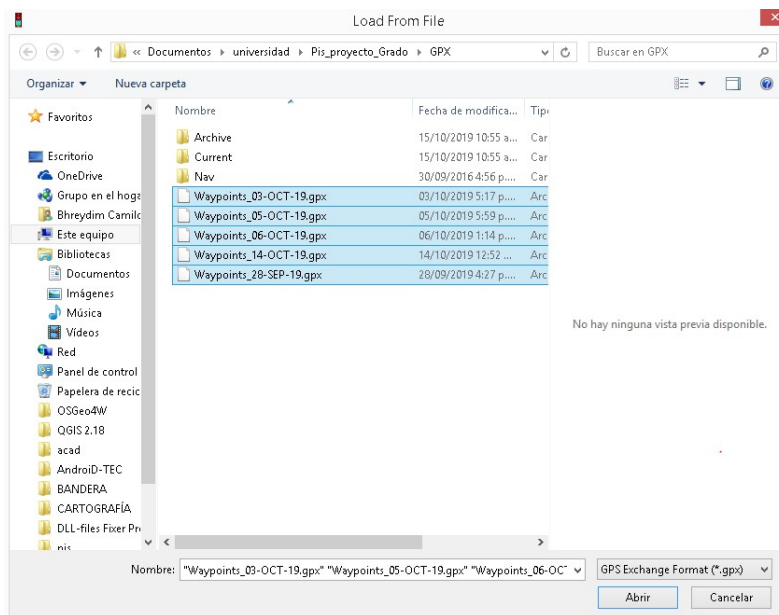 Load From File
« Documentos › universidad › Pis_proyecto_Grado › GPX
Buscar en GPX
Organizar
Nueva carpeta
Nombre
Fecha de modifica...
Favoritos
Escritorio
OneDrive
Grupo en el hoga
Bhreydim Camilo
Este equipo
Bibliotecas
Documentos
Imágenes
Música
Vídeos
Red
Panel de control
Papelera de recic
OSGeo4W
QGIS 2.18
acad
AndroiD-TEC
BANDERA
CARTOGRAFÍA
DLL-files Fixer Pr
Archive 15/10/2019 10:55 a... Car
Current 15/10/2019 10:55 a... Car
Nav 30/09/2016 4:56 p.... Car
Waypoints_03-OCT-19.gpx 03/10/2019 5:17 p.... Arc
Waypoints_05-OCT-19.gpx 05/10/2019 5:59 p.... Arc
Waypoints_06-OCT-19.gpx 06/10/2019 1:14 p.... Arc
Waypoints_14-OCT-19.gpx 14/10/2019 12:52 ... Arc
Waypoints_28-SEP-19.gpx 28/09/2019 4:27 p.... Arc
No hay ninguna vista previa disponible.
Nombre: "Waypoints_03-OCT-19.gpx" "Waypoints_05-OCT-19.gpx" "Waypoints_06-OC
GPS Exchange Format (*.gpx)
Abrir
Cancelar